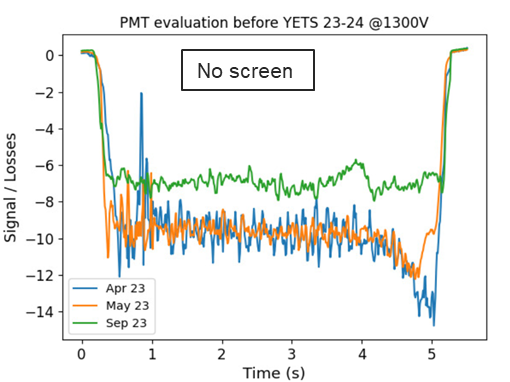 PMT evaluation before YETS 23-24 @1300V
No screen
0
−2
−4
−6
−8
−10
−12
−14
Signal / Losses
Apr 23
May 23
Sep 23
0 1 2 3 4 5
Time (s)